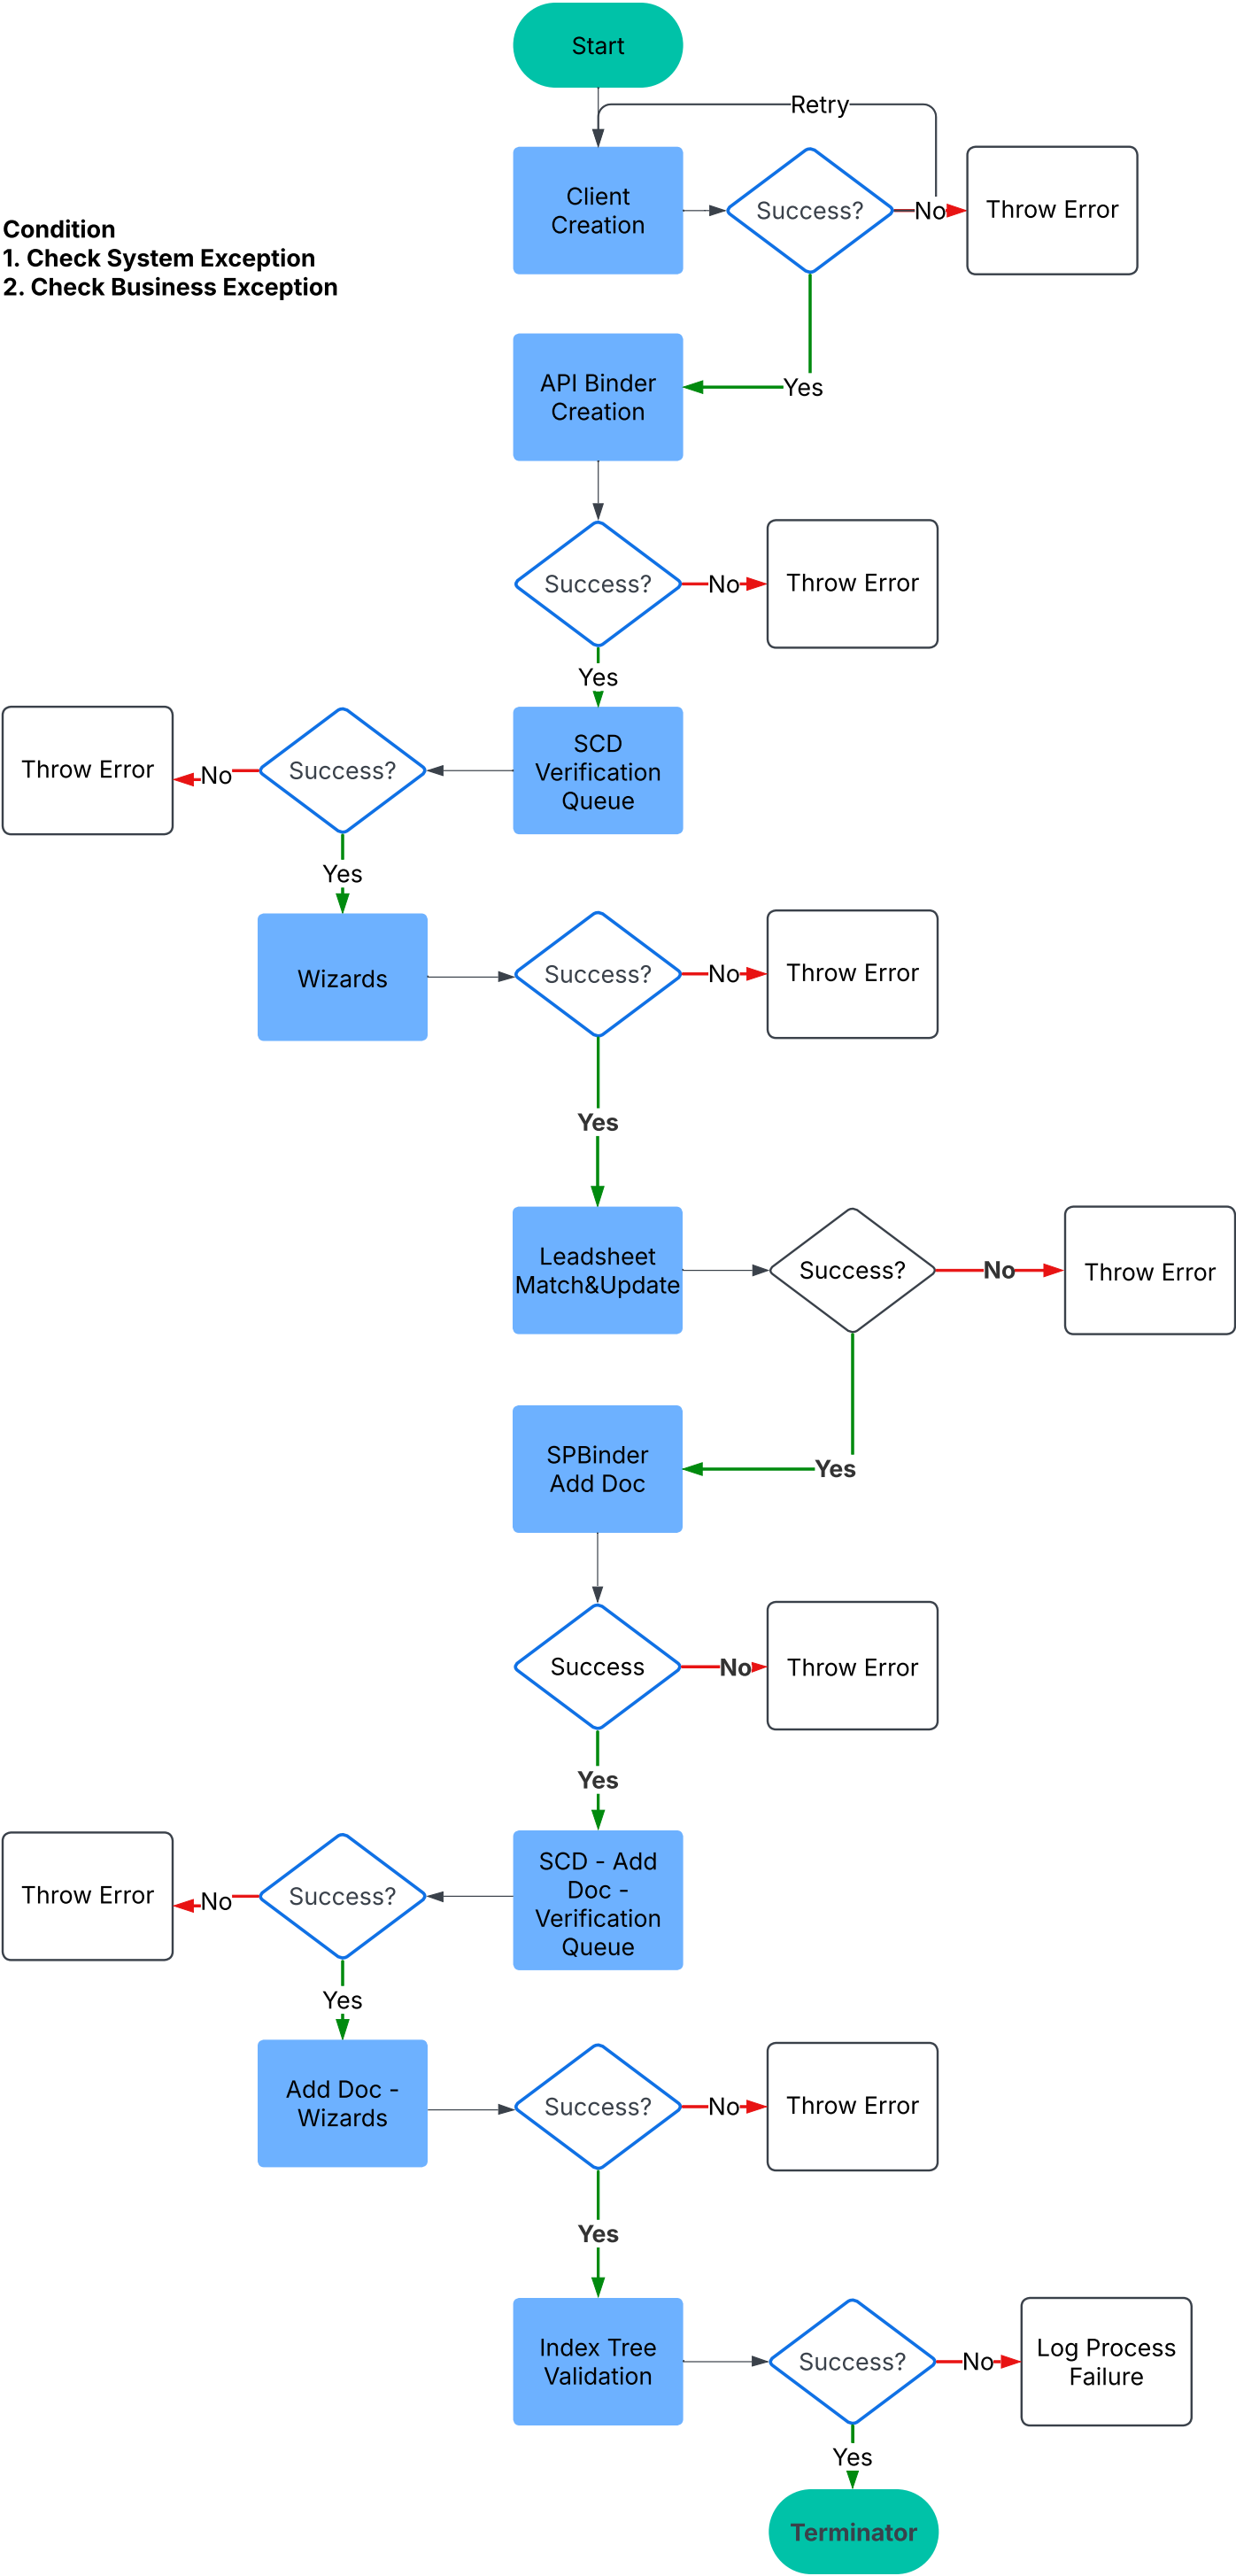 Start
Retry
Client
Creation
Success?
No
Throw Error
Condition
1. Check System Exception
2. Check Business Exception
API Binder
Creation
Yes
Success?
No
Throw Error
Yes
SCD
Verification
Queue
Success?
No
Throw Error
Yes
Wizards
Success?
No
Throw Error
Yes
Leadsheet
Match&Update
Success?
No
Throw Error
SPBinder
Add Doc
Yes
Success
No
Throw Error
Yes
SCD - Add
Doc -
Verification
Queue
Success?
No
Throw Error
Yes
Add Doc -
Wizards
Success?
No
Throw Error
Yes
Index Tree
Validation
Success?
No
Log Process
Failure
Yes
Terminator